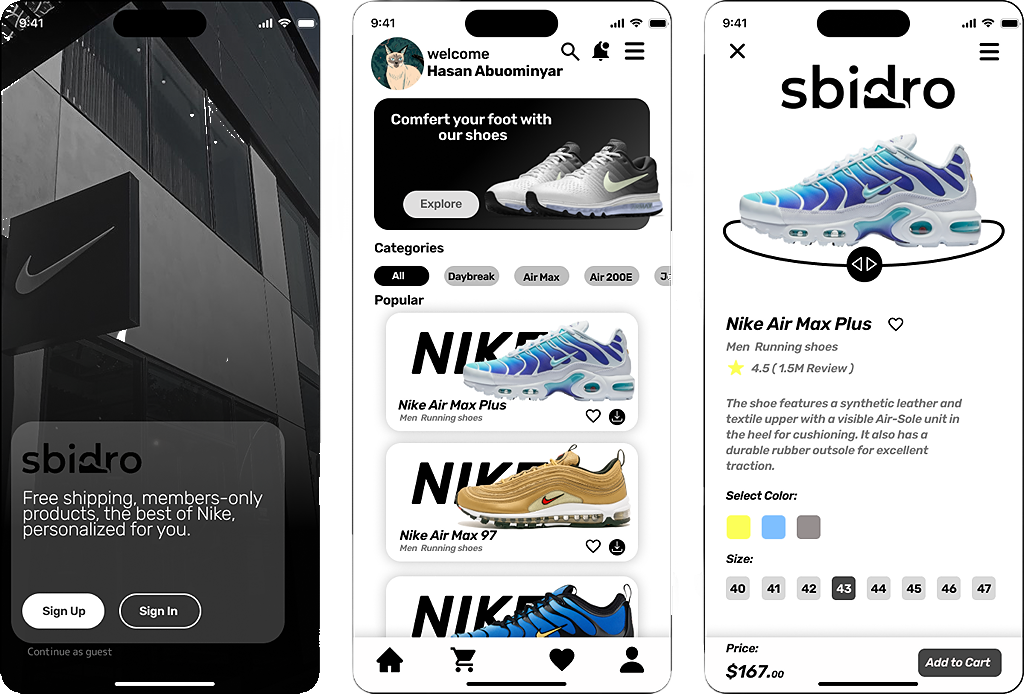 9:41
sbidro
Free shipping, members-only
products, the best of Nike,
personalized for you.
Sign Up
Sign In
Continue as guest
9:41
welcome
Hasan Abuominyar
Comfert your foot with
our shoes
Explore
Categories
All
Daybreak
Air Max
Air 200E
Popular
NIKE
Nike Air Max Plus
Men Running shoes
NIKE
Nike Air Max 97
Men Running shoes
NIKE
9:41
sbidro
Nike Air Max Plus
Men Running shoes
4.5 ( 1.5M Review )
The shoe features a synthetic leather and
textile upper with a visible Air-Sole unit in
the heel for cushioning. It also has a
durable rubber outsole for excellent
traction.
Select Color:
Size:
40 41 42 43 44 45 46 47
Price:
$167.00
Add to Cart